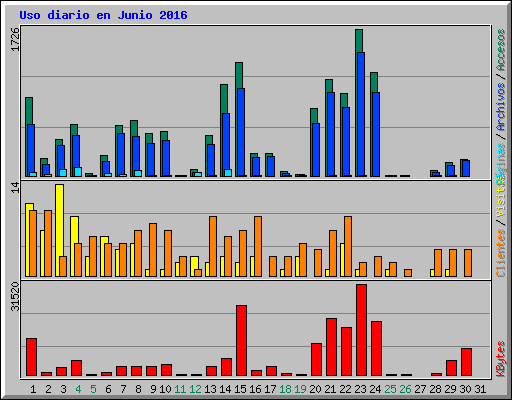 Uso diario en Junio 2016
1726
14
31520
Clientes / Visitas
Páginas / Archivos / Accesos
KBytes
1 2 3 4 5 6 7 8 9 10 11 12 13 14 15 16 17 18 19 20 21 22 23 24 25 26 27 28 29 30 31